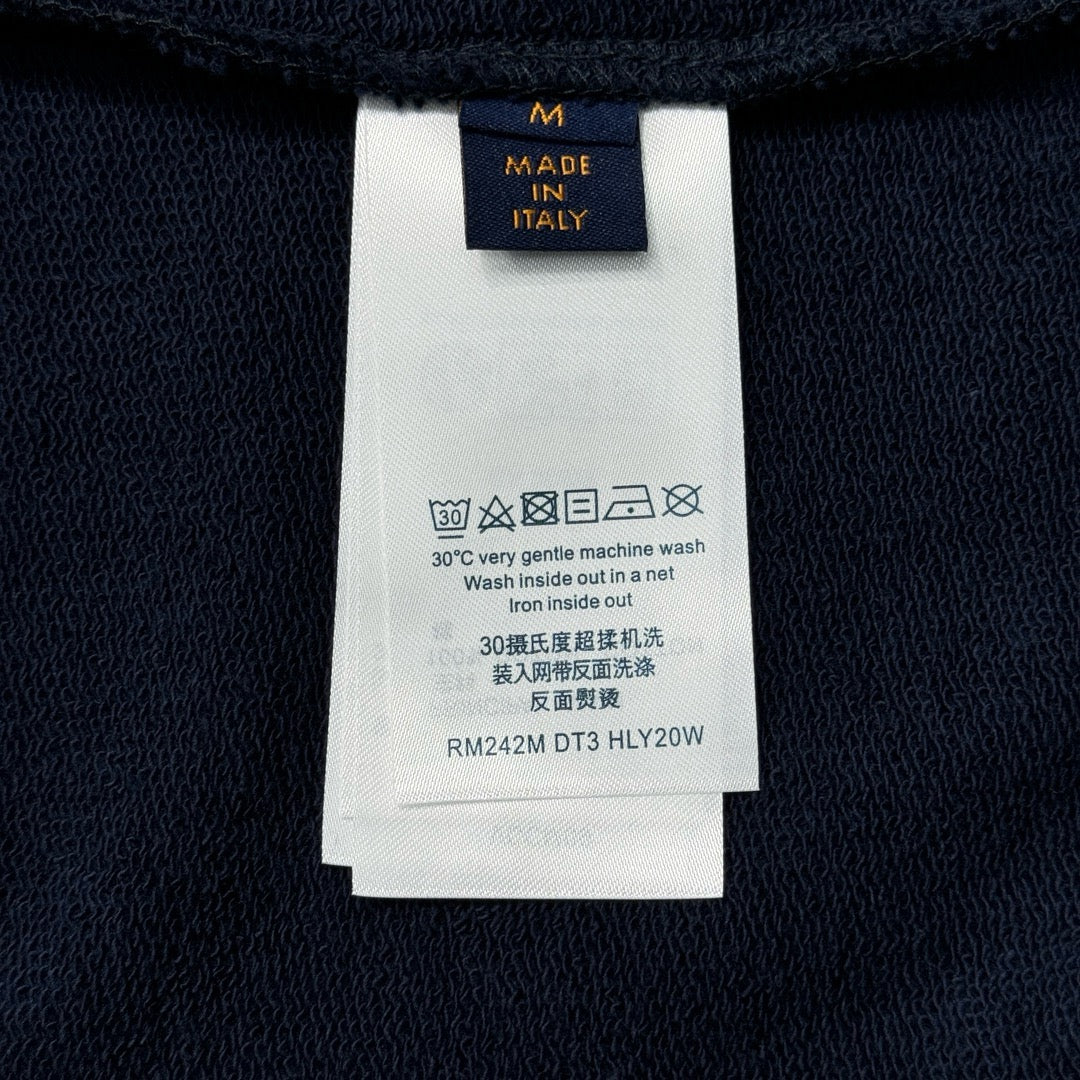 M
MADE
IN
ITALY
30
30°C very gentle machine wash
Wash inside out in a net
Iron inside out
30摄氏度超揉机洗
装入网带反面洗涤
反面熨烫
RM242M DT3 HLY20W